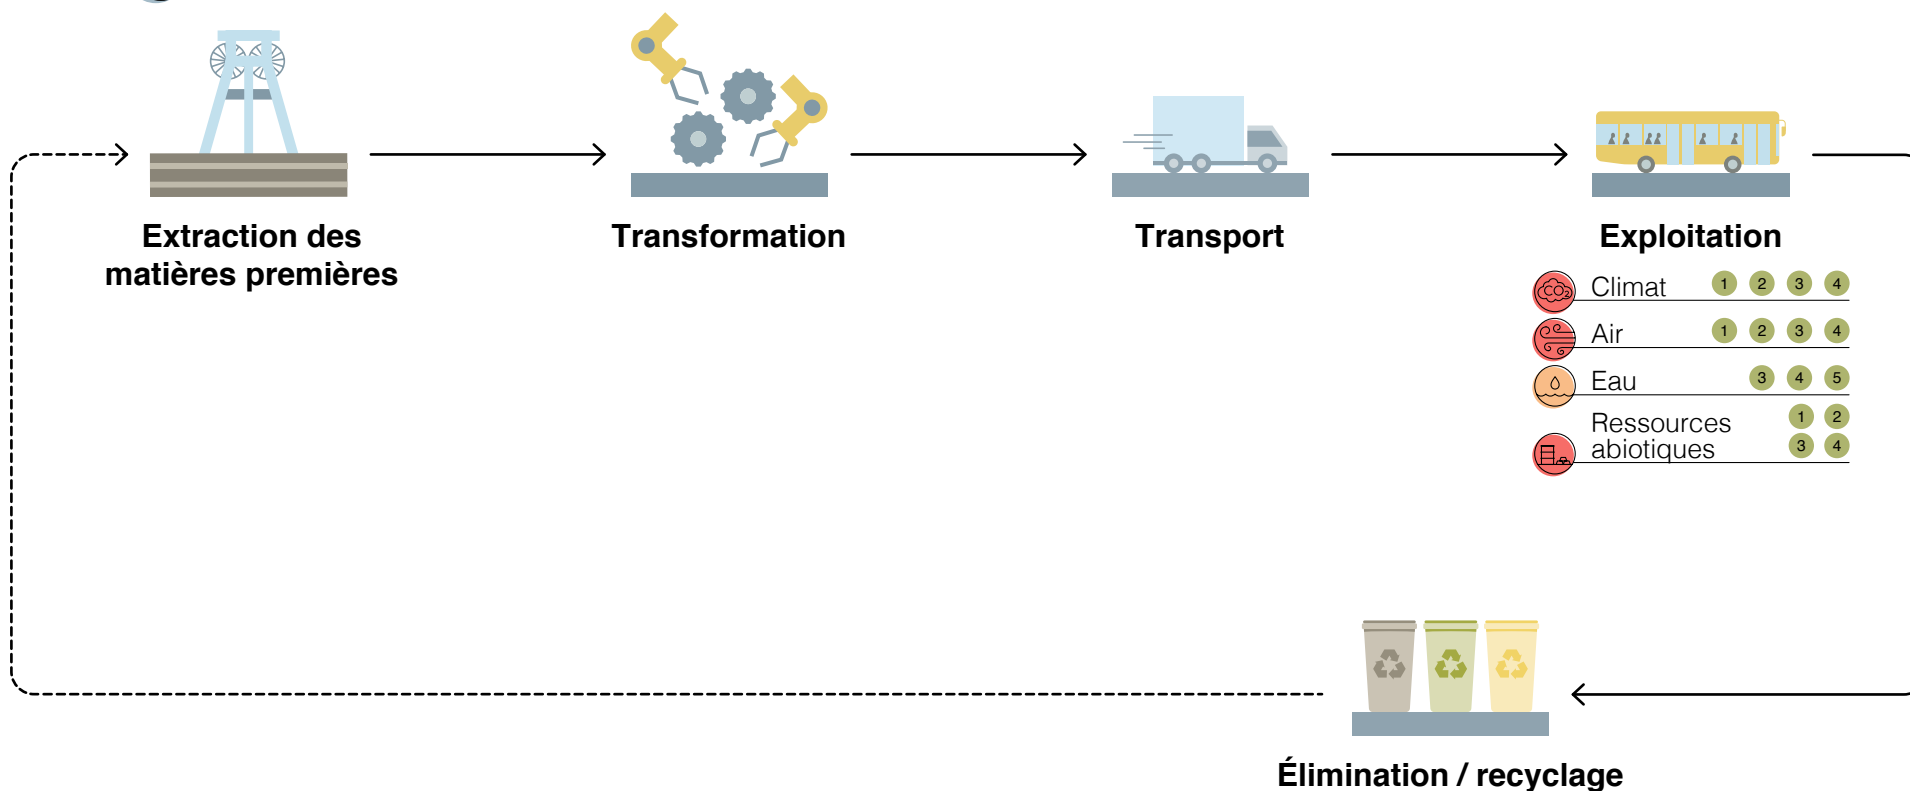 Extraction des
matières premières
Transformation
Transport
Exploitation
CO2 Climat 1 2 3 4
Air 1 2 3 4
Eau 3 4 5
Ressources 1 2
abiotiques 3 4
Élimination / recyclage